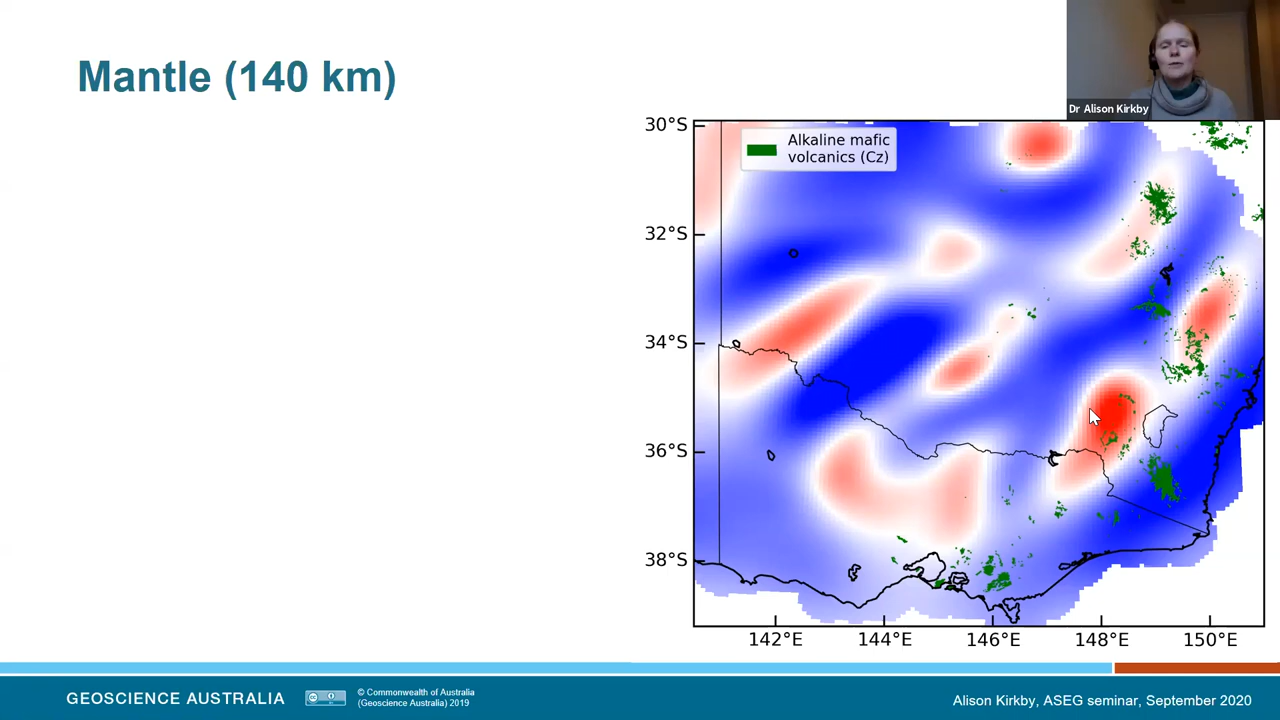 Mantle (140 km)
Dr Alison Kirkby
Alkaline mafic
volcanics (Cz)
30°S
32°S
34°S
36°S
38°S
142°E 144°E 146°E 148°E 150°E
GEOSCIENCE AUSTRALIA
© Commonwealth of Australia
(Geoscience Australia) 2019
Alison Kirkby, ASEG seminar, September 2020